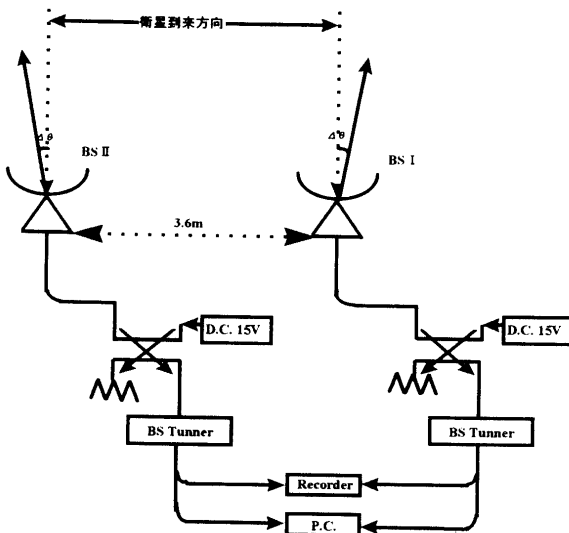 衛星到来方向
Δθ
Δθ
BS Ⅱ
BS Ⅰ
3.6m
D.C. 15V
D.C. 15V
BS Tunner
BS Tunner
Recorder
P.C.